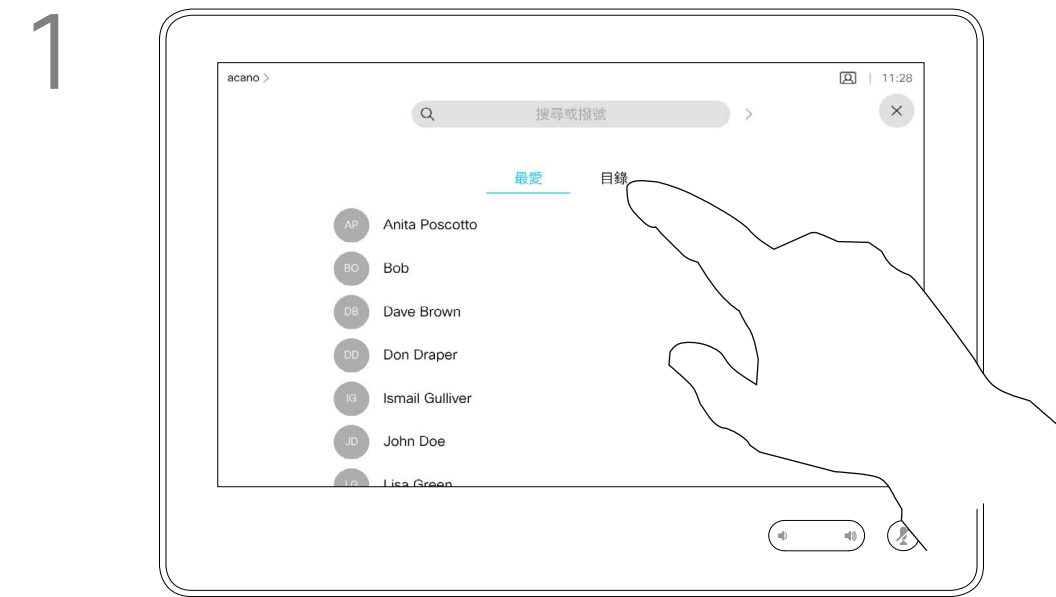 1
acano >
11:28
搜尋或撥號
最愛 目錄
AP Anita Poscotto
BO Bob
DB Dave Brown
DD Don Draper
IG Ismail Gulliver
JD John Doe
LG Lisa Green